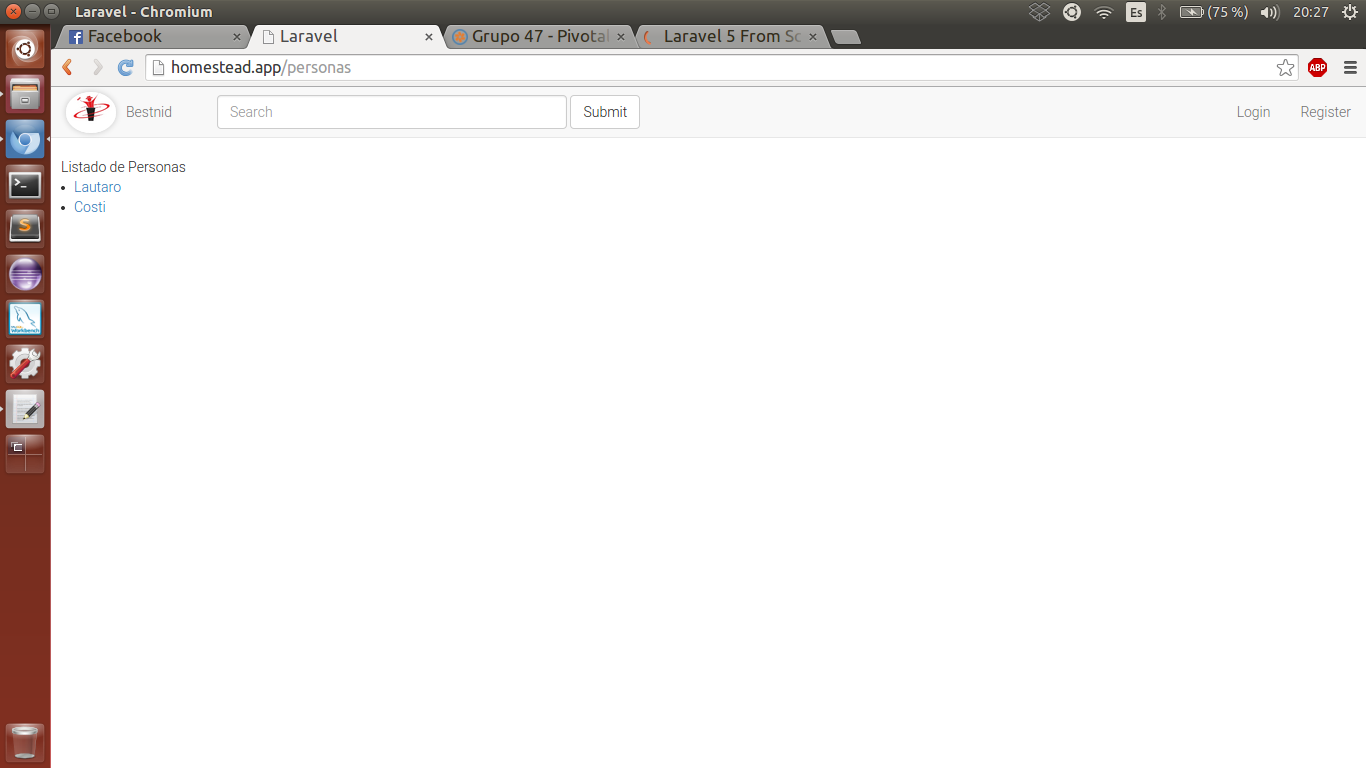 Laravel - Chromium
Es
(75 %)
20:27
Facebook
Laravel
Grupo 47 - Pivotal
Laravel 5 From Sc
homestead.app/personas
ABP
Bestnid
Search
Submit
Login
Register
Listado de Personas
• Lautaro
• Costi
S
Workbench